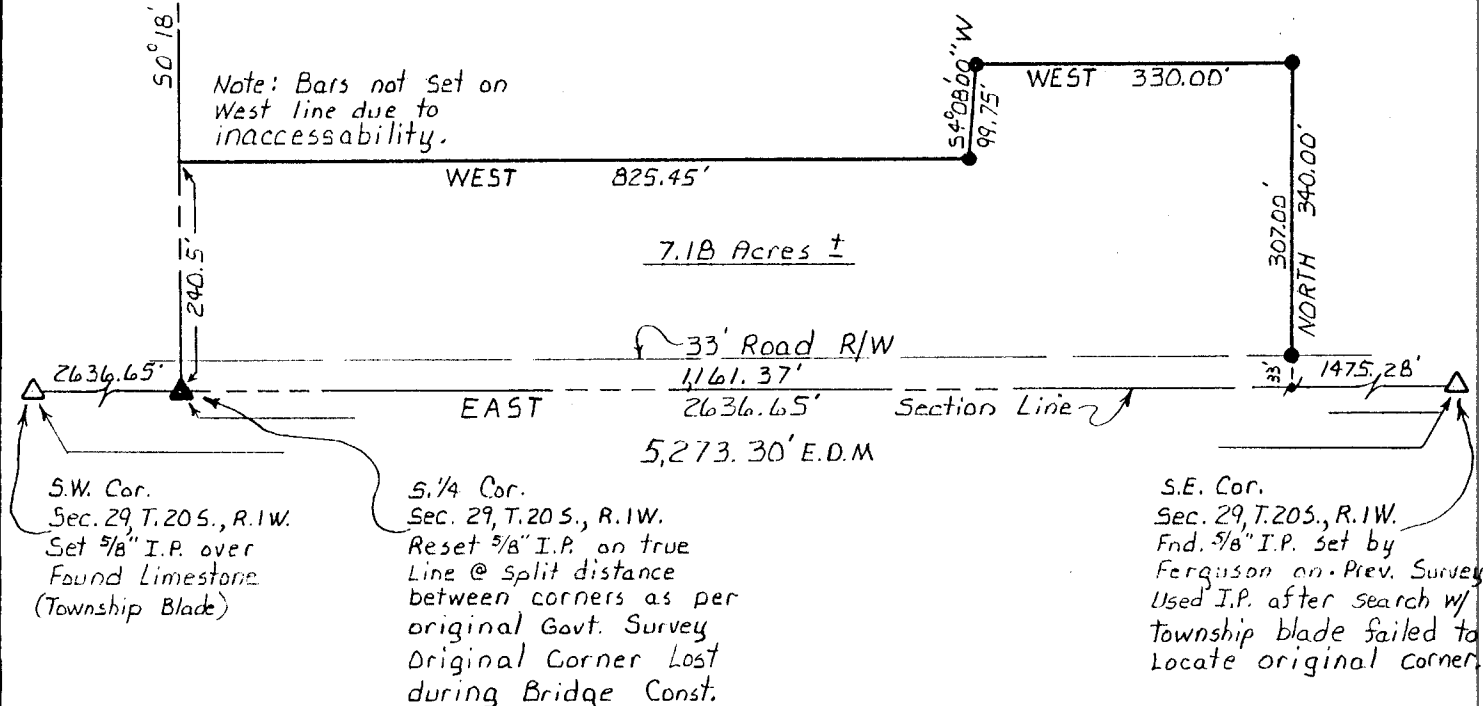 S0°18'
Note: Bars not set on
West line due to
inaccessability.
S4°08'00"W
99.75'
WEST 330.00'
WEST 825.45'
307.00'
NORTH 340.00'
240.5'
7.18 Acres ±
33' Road R/W
2636.65'
1,161.37'
33'
1475.28'
EAST 2636.65' Section Line
5,273.30' E.D.M
S.W. Cor.
Sec. 29, T.20S., R.1W.
Set 5/8" I.P. over
Found Limestone
(Township Blade)
S.1/4 Cor.
Sec. 29, T.20S., R.1W.
Reset 5/8" I.P. on true
Line @ split distance
between corners as per
original Govt. Survey
Original Corner Lost
during Bridge Const.
S.E. Cor.
Sec. 29, T.20S., R.1W.
Fnd. 5/8" I.P. set by
Ferguson on. Prev. Survey
Used I.P. after search w/
Township blade failed to
Locate original corner.